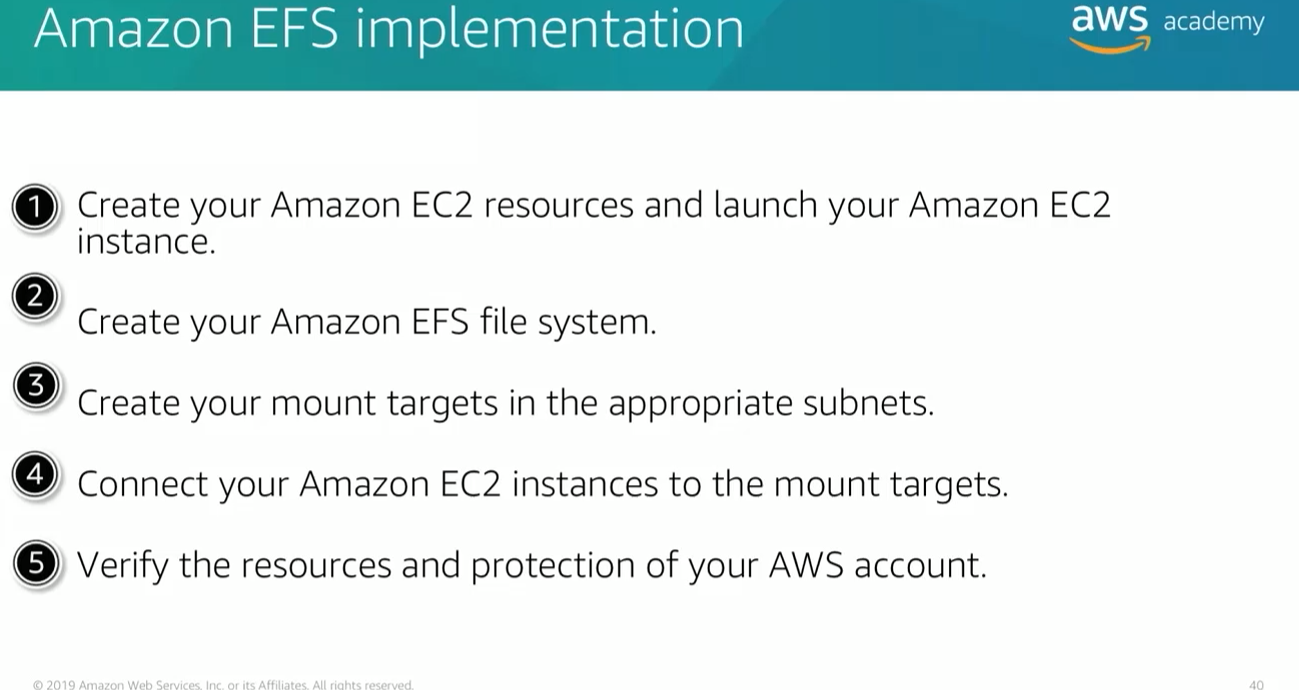 Amazon EFS implementation
aws academy
1 Create your Amazon EC2 resources and launch your Amazon EC2
instance.
2
Create your Amazon EFS file system.
3
Create your mount targets in the appropriate subnets.
4 Connect your Amazon EC2 instances to the mount targets.
5 Verify the resources and protection of your AWS account.
© 2019 Amazon Web Services, Inc. or its Affiliates. All rights reserved.
40